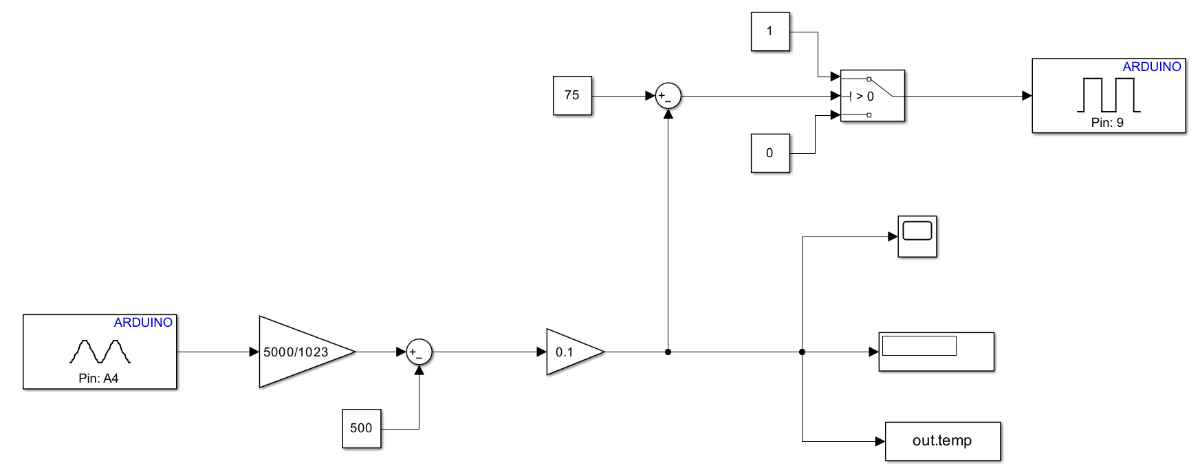 1
75
+
−
> 0
0
ARDUINO
Pin: 9
ARDUINO
Pin: A4
5000/1023
+
−
500
0.1
out.temp